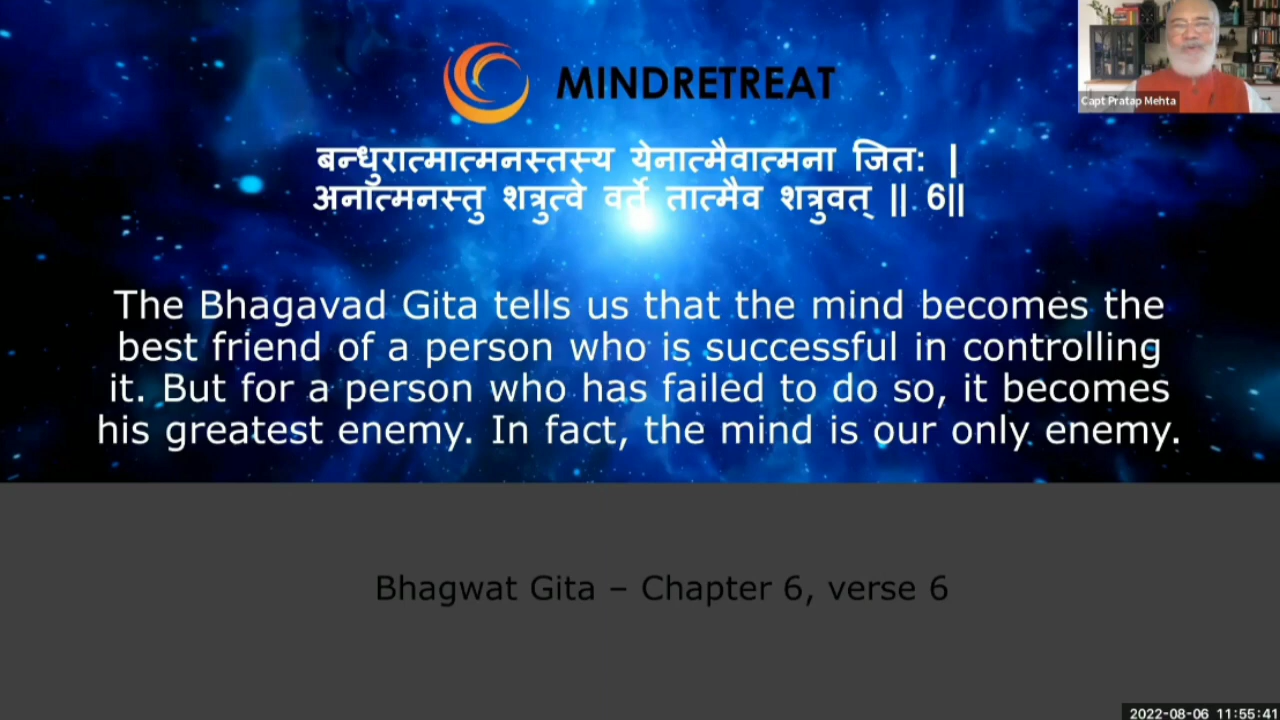 MINDRETREAT
Capt Pratap Mehta
बन्धुरात्मात्मनस्तस्य येनात्मैवात्मना जित: |
अनात्मनस्तु शत्रुत्वे वर्ते तात्मैव शत्रुवत् || 6||
The Bhagavad Gita tells us that the mind becomes the
best friend of a person who is successful in controlling
it. But for a person who has failed to do so, it becomes
his greatest enemy. In fact, the mind is our only enemy.
Bhagwat Gita – Chapter 6, verse 6
2022-08-06 11:55:41